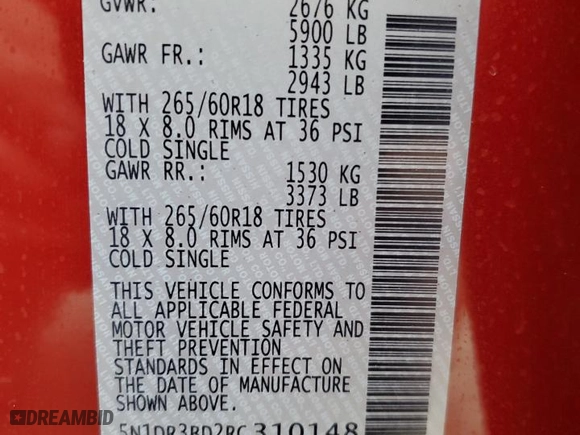 GVWR: 2676 KG
5900 LB
GAWR FR.: 1335 KG
2943 LB
WITH 265/60R18 TIRES
18 X 8.0 RIMS AT 36 PSI
COLD SINGLE
GAWR RR.: 1530 KG
3373 LB
WITH 265/60R18 TIRES
18 X 8.0 RIMS AT 36 PSI
COLD SINGLE
THIS VEHICLE CONFORMS TO
ALL APPLICABLE FEDERAL
MOTOR VEHICLE SAFETY AND
THEFT PREVENTION
STANDARDS IN EFFECT ON
THE DATE OF MANUFACTURE
SHOWN ABOVE.
5N1DR3BD2RC310148
DREAMBID